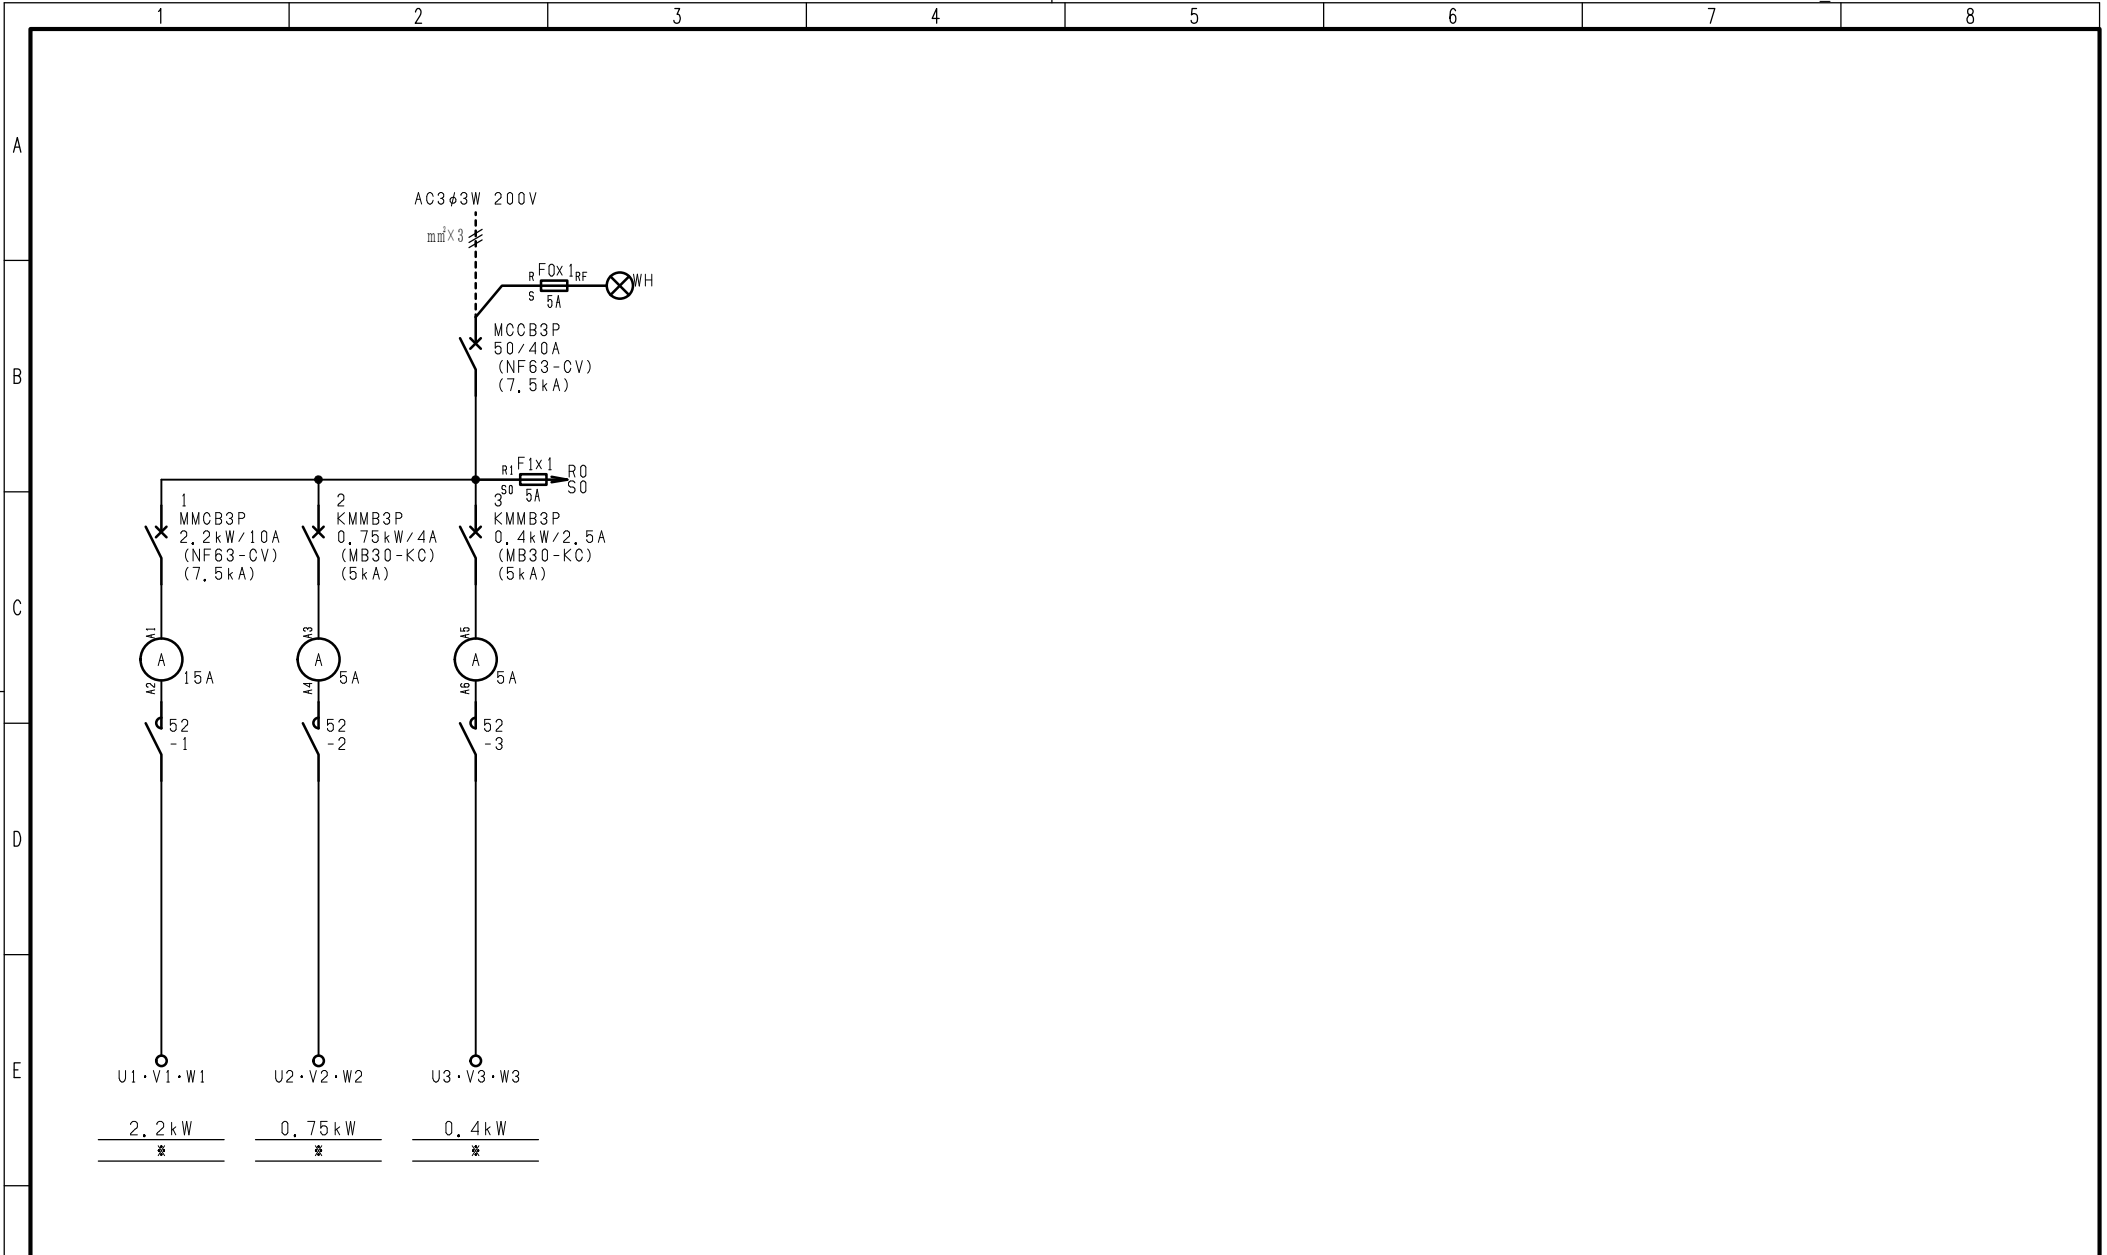 1 2 3 4 5 6 7 8
A
AC3φ3W 200V
mm²×3
R F0x1 RF WH
S 5A
MCCB3P
50/40A
B
(NF63-CV)
(7.5kA)
R1 F1x1 R0
S0 5A S0
1
MMCB3P
2.2kW/10A
(NF63-CV)
(7.5kA)
2
KMMB3P
0.75kW/4A
(MB30-KC)
(5kA)
3
KMMB3P
0.4kW/2.5A
(MB30-KC)
(5kA)
C
A1
A
15A
A2
A3
A
5A
A4
A5
A
5A
A6
52
-1
52
-2
52
-3
D
E
U1・V1・W1
U2・V2・W2
U3・V3・W3
2.2kW
0.75kW
0.4kW
※
※
※